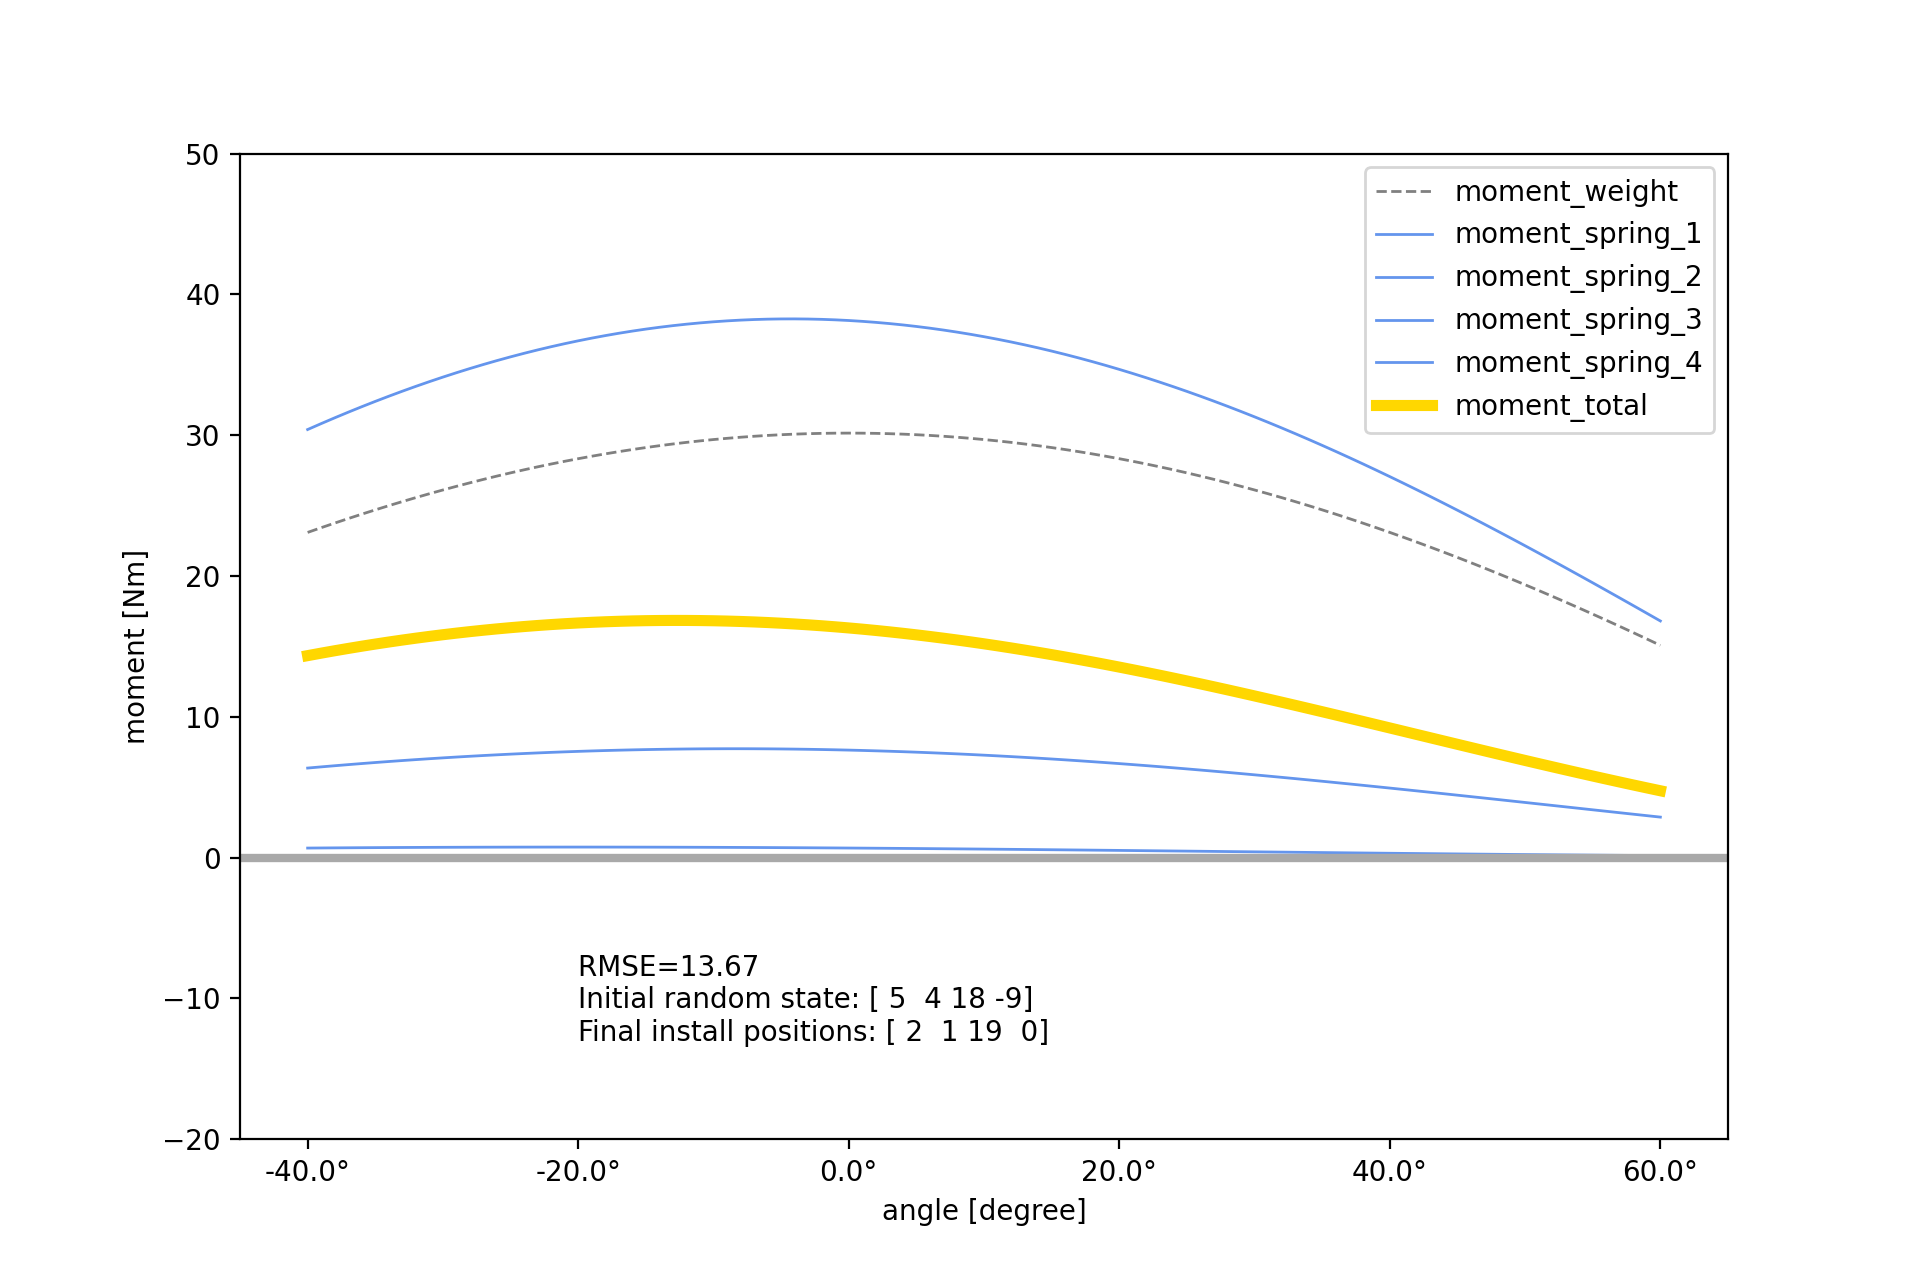 50
40
30
20
10
0
−10
−20
moment [Nm]
moment_weight
moment_spring_1
moment_spring_2
moment_spring_3
moment_spring_4
moment_total
RMSE=13.67
Initial random state: [ 5  4 18 -9]
Final install positions: [ 2  1 19  0]
-40.0° -20.0° 0.0° 20.0° 40.0° 60.0°
angle [degree]